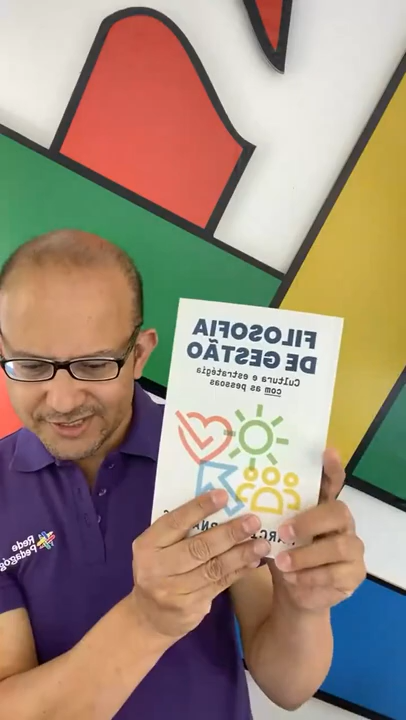 FILOSOFIA
DE GESTÃO
Cultura e estratégia
com as pessoas
Rede